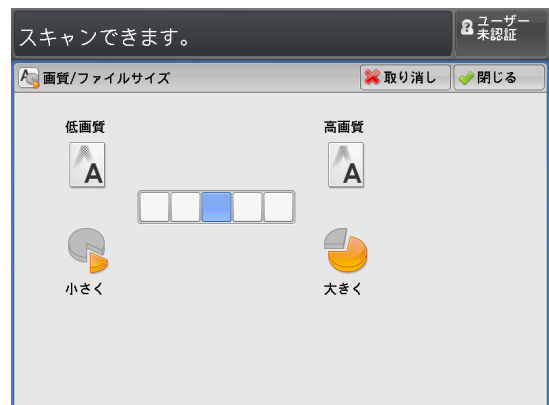 スキャンできます。
ユーザー
未認証
画質/ファイルサイズ
取り消し
閉じる
低画質
高画質
A
A
小さく
大きく